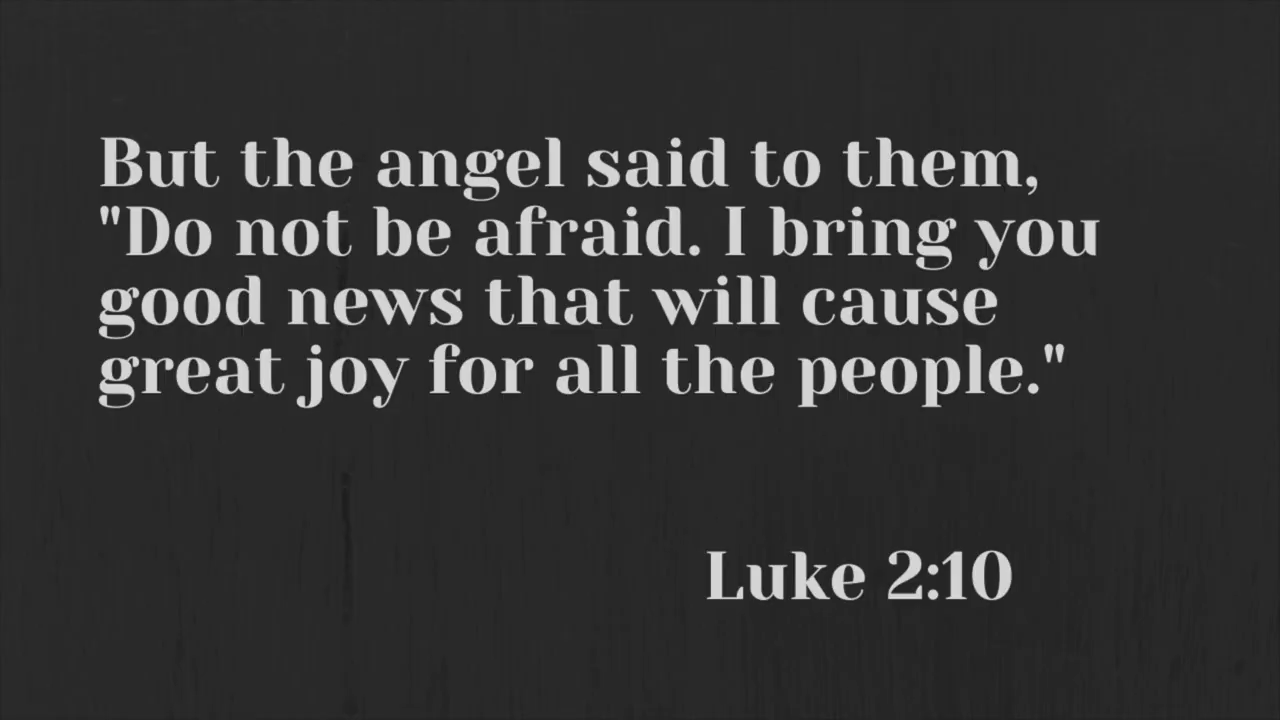 But the angel said to them,
"Do not be afraid. I bring you
good news that will cause
great joy for all the people."
Luke 2:10